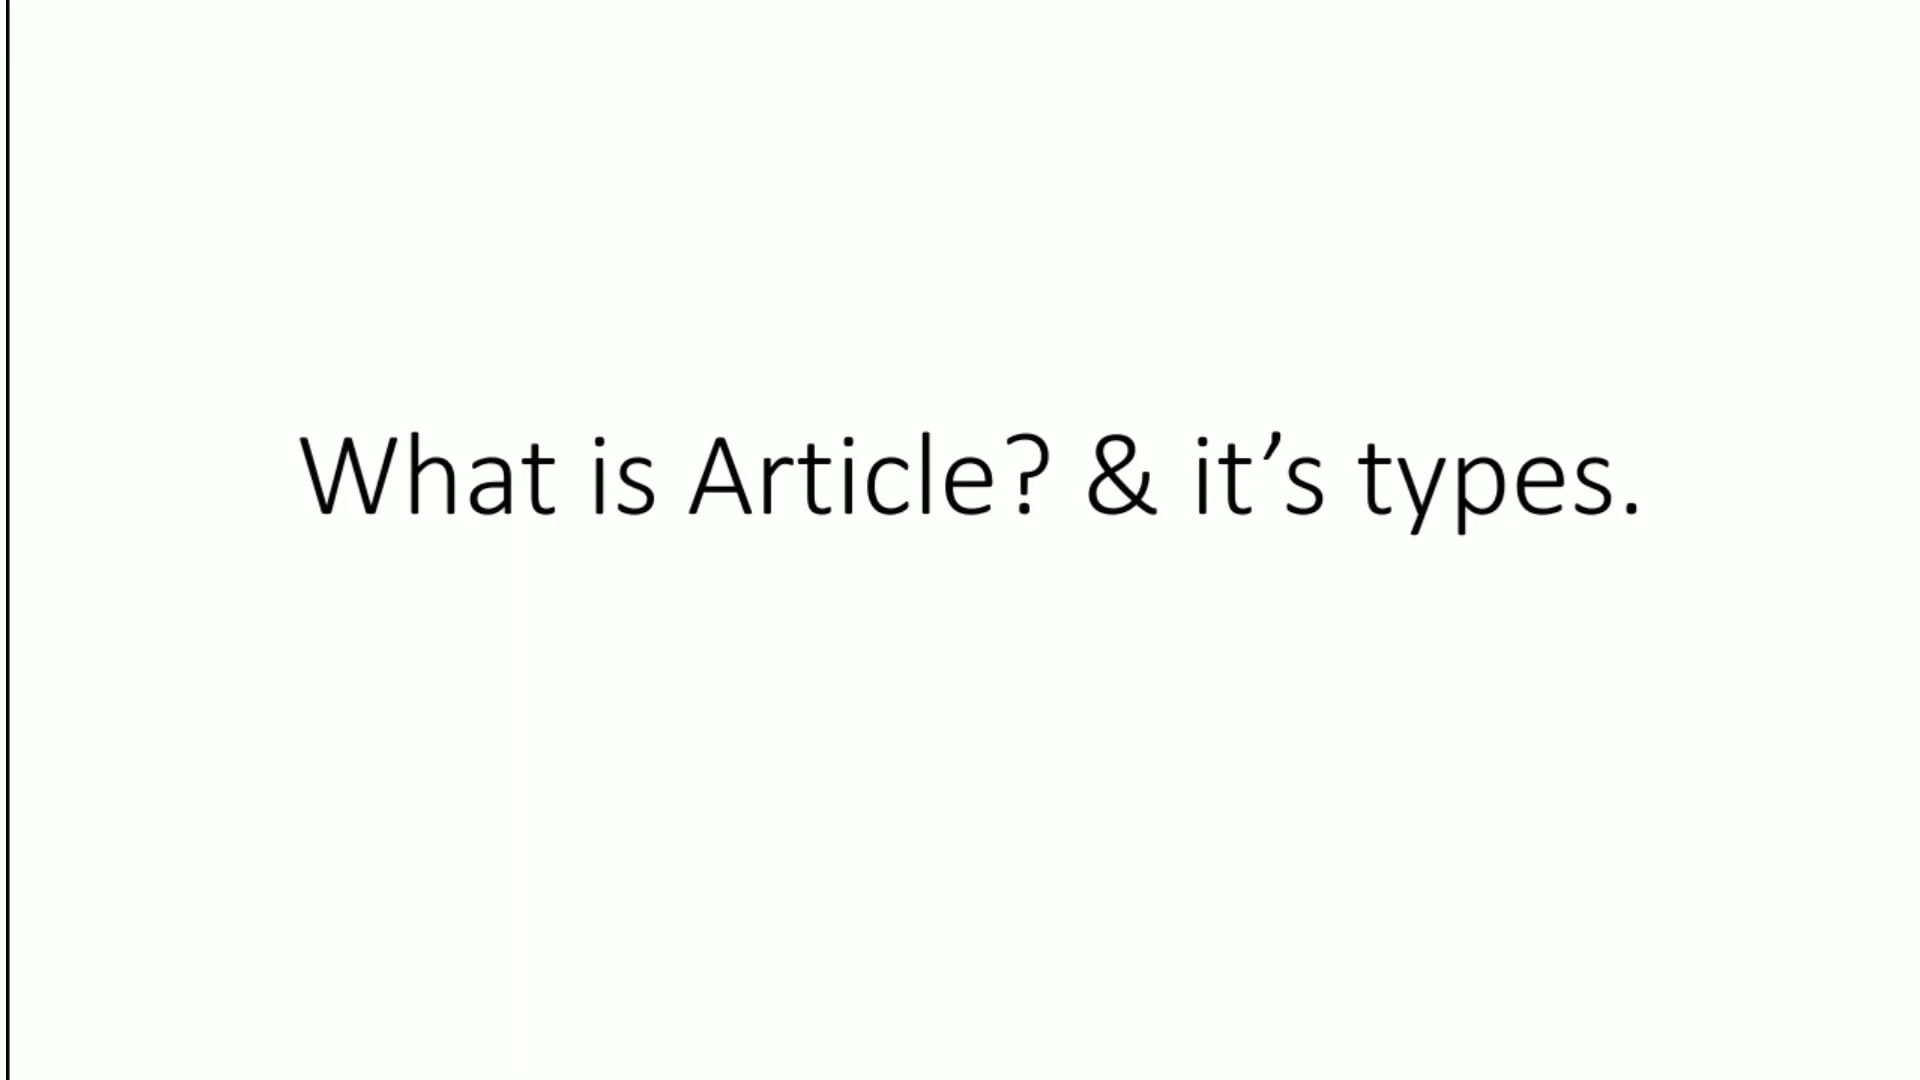 What is Article? & it’s types.